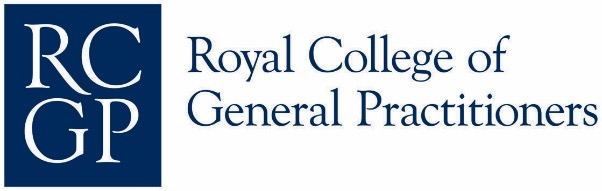 RC
GP
Royal College of
General Practitioners